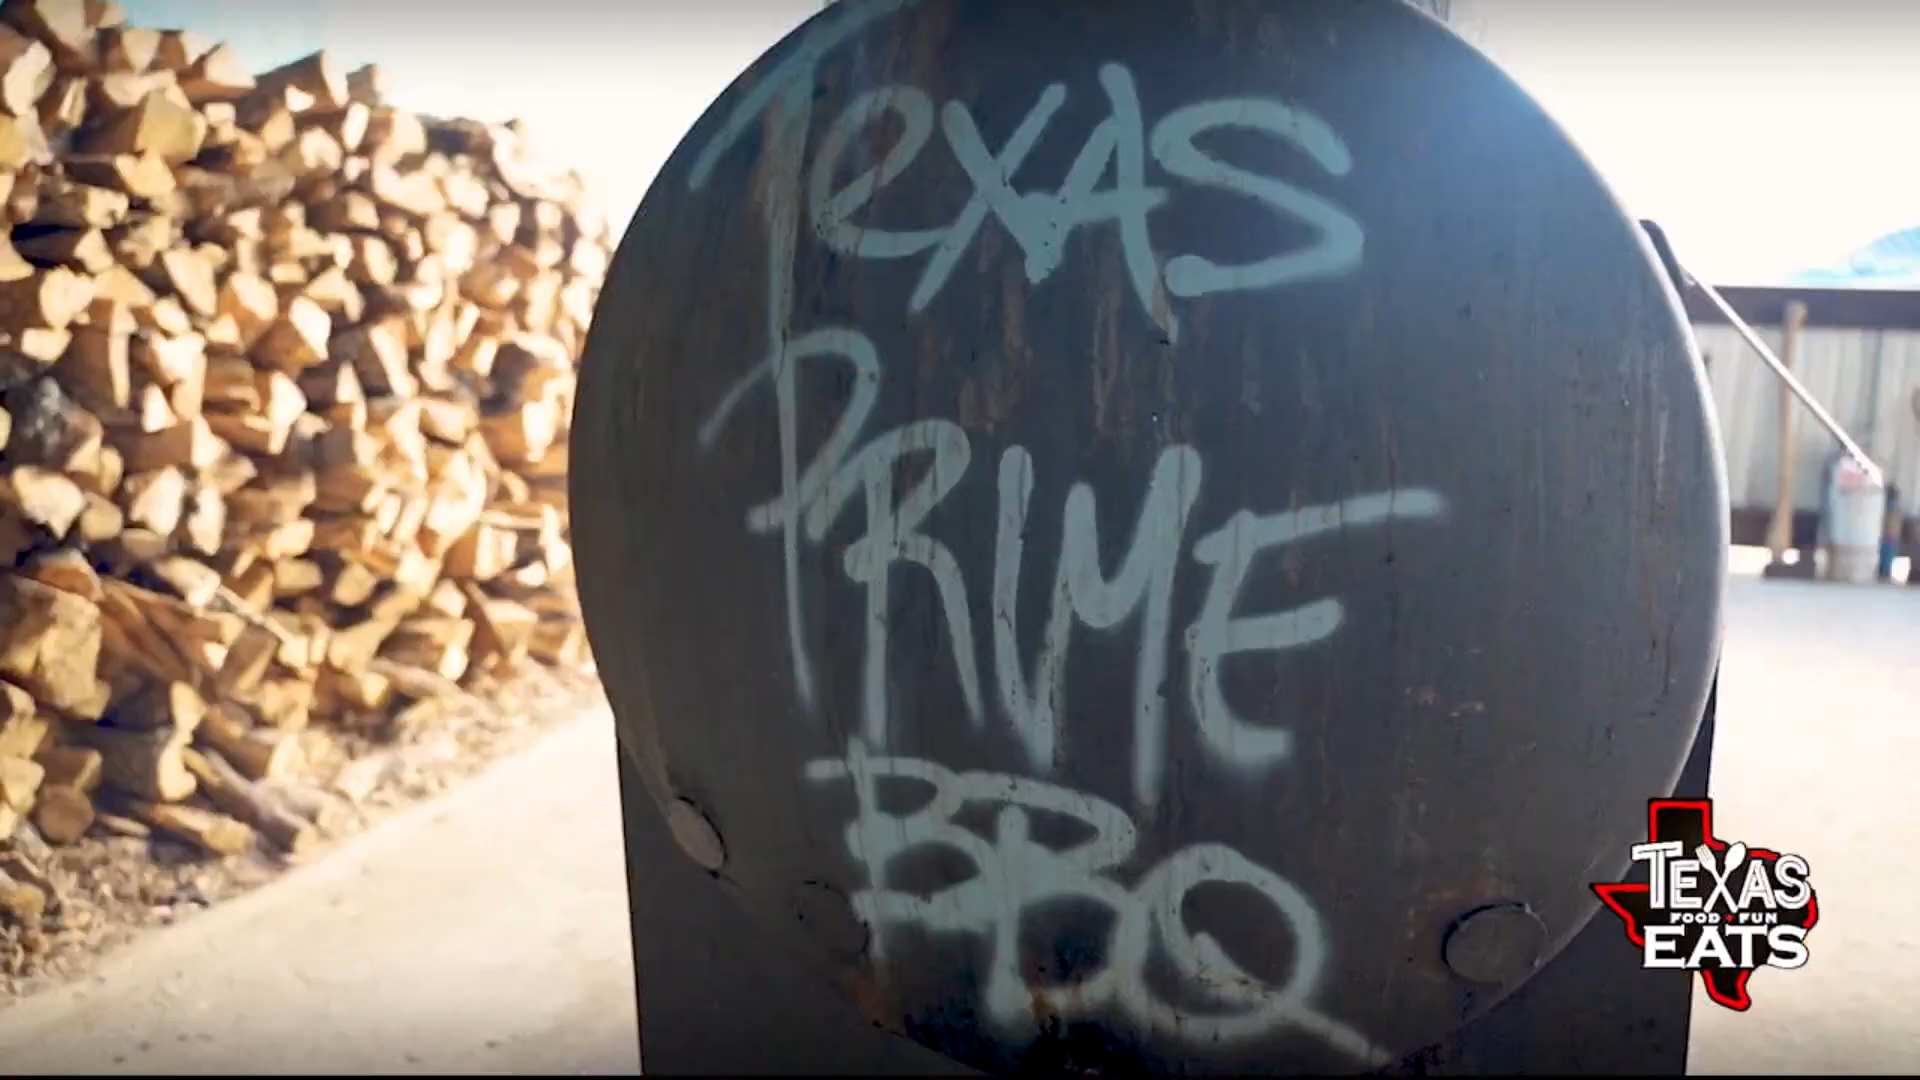 TexAS
PRIME
BBQ
TEXAS
FOOD + FUN
EATS